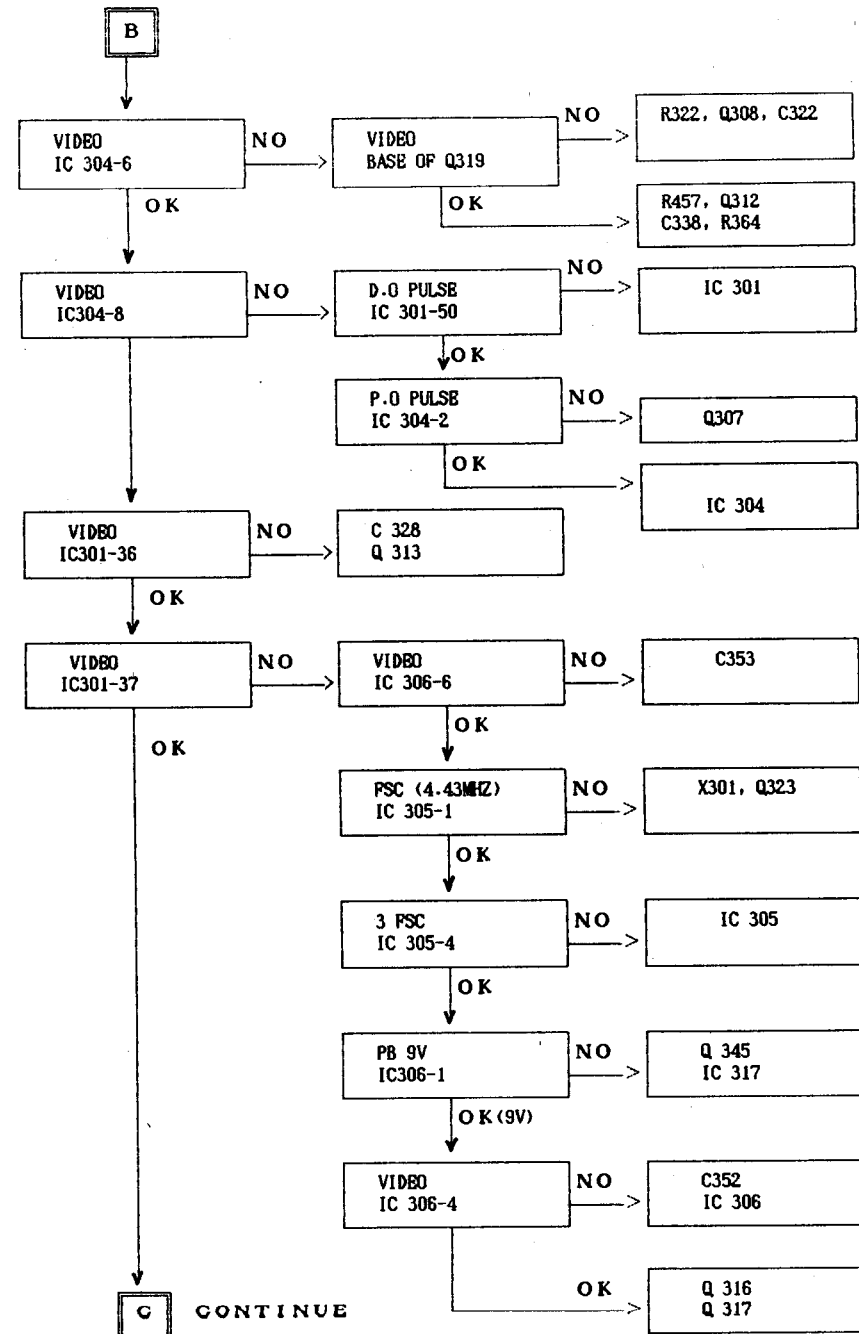 B
VIDEO
IC 304-6
NO
VIDEO
BASE OF Q319
NO
R322, Q308, C322
OK
OK
R457, Q312
C338, R364
VIDEO
IC304-8
NO
D.O PULSE
IC 301-50
NO
IC 301
OK
P.O PULSE
IC 304-2
NO
Q307
OK
IC 304
VIDEO
IC301-36
NO
C 328
Q 313
OK
VIDEO
IC301-37
NO
VIDEO
IC 306-6
NO
C353
OK
OK
FSC (4.43MHZ)
IC 305-1
NO
X301, Q323
OK
3 FSC
IC 305-4
NO
IC 305
OK
PB 9V
IC306-1
NO
Q 345
IC 317
OK(9V)
VIDEO
IC 306-4
NO
C352
IC 306
OK
Q 316
Q 317
C CONTINUE